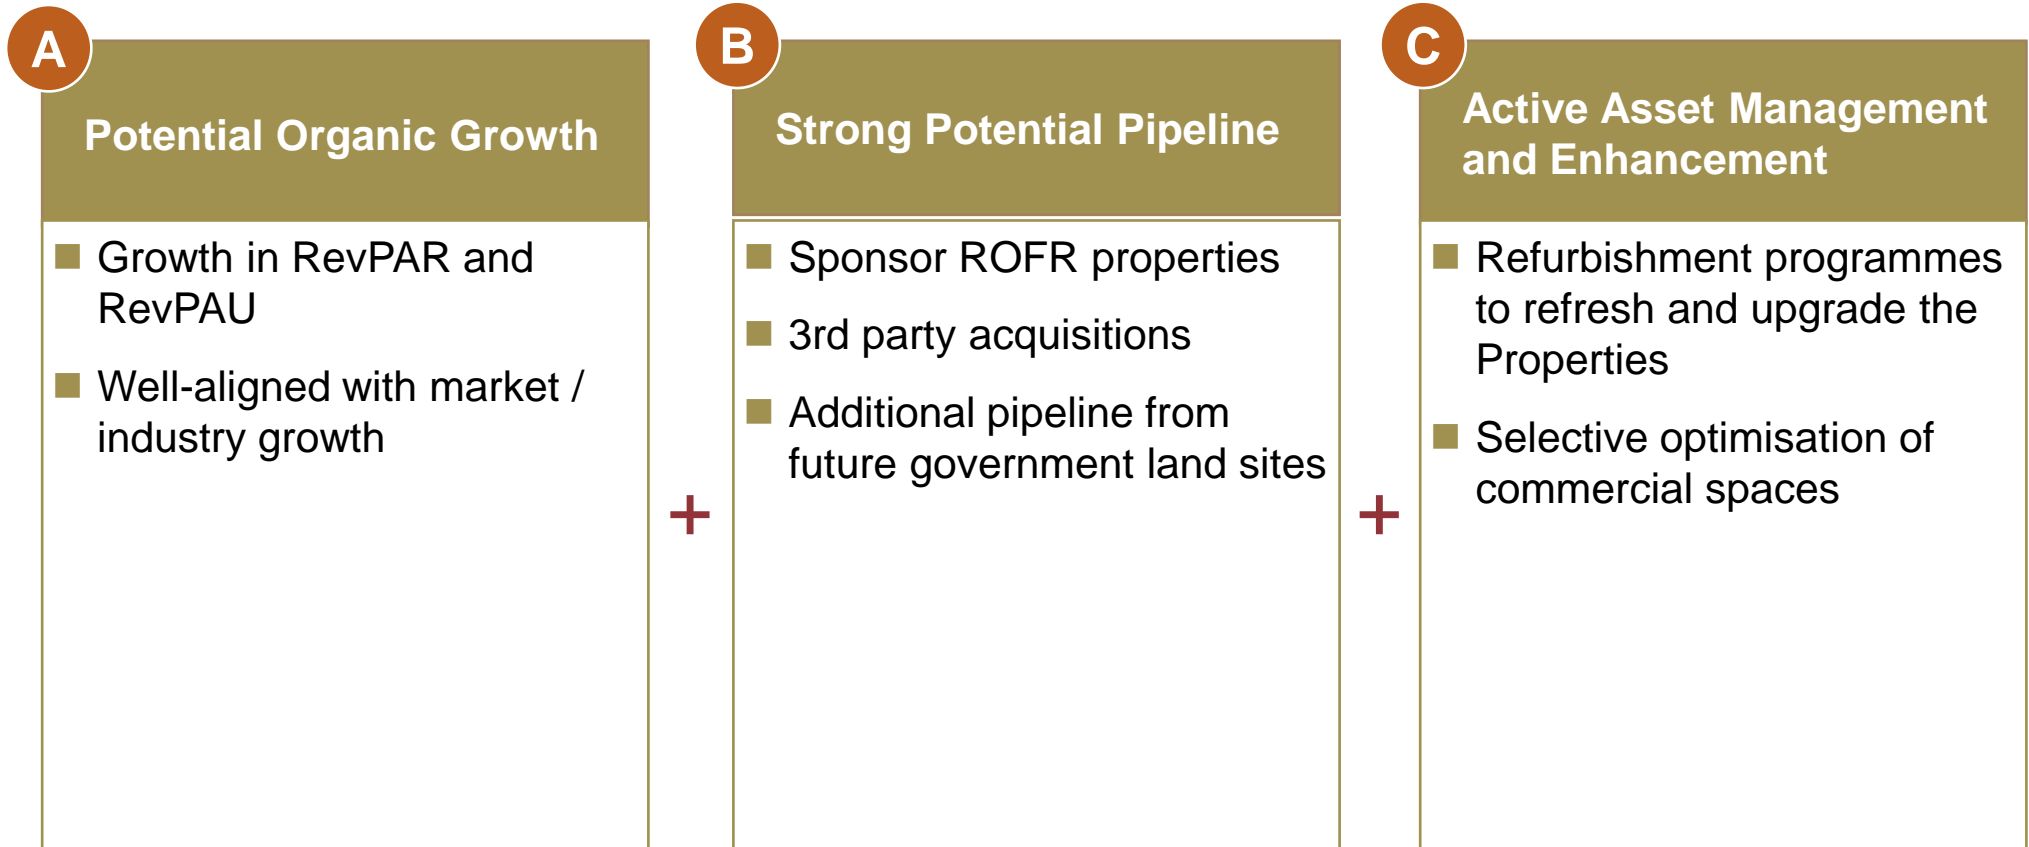 A
Potential Organic Growth
■ Growth in RevPAR and
RevPAU
■ Well-aligned with market /
industry growth
+
B
Strong Potential Pipeline
■ Sponsor ROFR properties
■ 3rd party acquisitions
■ Additional pipeline from
future government land sites
+
C
Active Asset Management
and Enhancement
■ Refurbishment programmes
to refresh and upgrade the
Properties
■ Selective optimisation of
commercial spaces